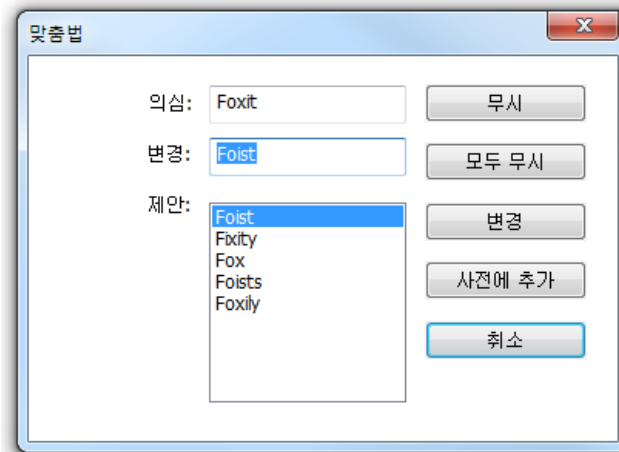 맞춤법
의심: Foxit 무시
변경: Foist 모두 무시
제안: Foist 변경
Fixity
Fox
Foists 사전에 추가
Foxily
취소